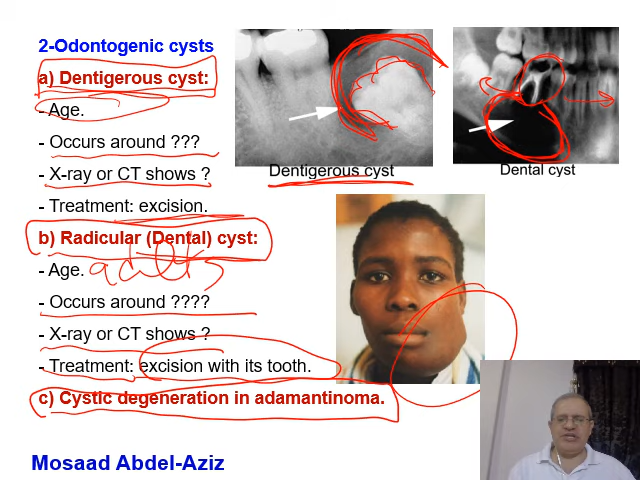 2-Odontogenic cysts
a) Dentigerous cyst:
- Age.
- Occurs around ???
- X-ray or CT shows ?
- Treatment: excision.
b) Radicular (Dental) cyst:
- Age. adults
- Occurs around ????
- X-ray or CT shows ?
- Treatment: excision with its tooth.
c) Cystic degeneration in adamantinoma.
Dentigerous cyst
Dental cyst
Mosaad Abdel-Aziz